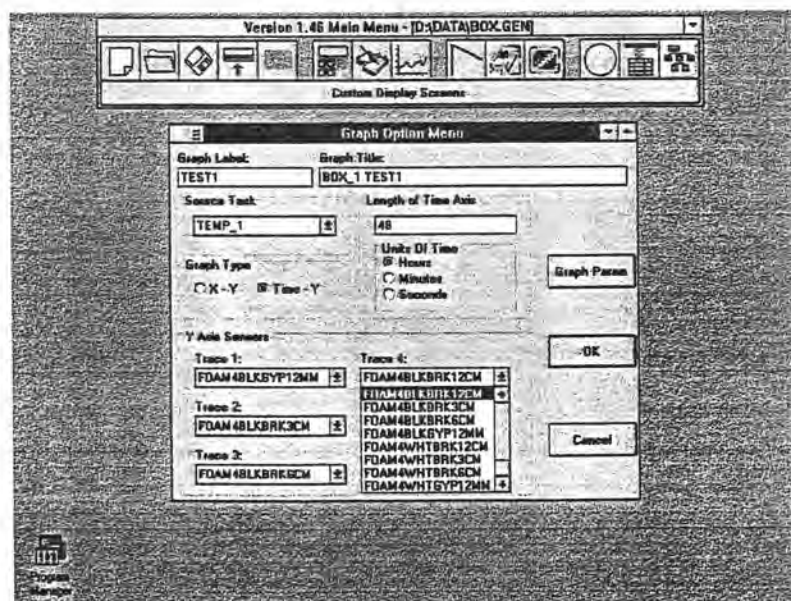 Version 1.46 Main Menu - [D:\DATA\BOX.GEN]
Custom Display Screens
Graph Option Menu
Graph Label:
Graph Title:
TEST1
BOX_1 TEST1
Source Task
Length of Time Axis
TEMP_1
48
Units Of Time
Hours
Minutes
Seconds
Graph Type
X - Y
Time - Y
Graph Param
Y Axis Sensors
OK
Trace 1:
Trace 4:
FOAM4BLKGYP12MM
FOAM4BLKBRK12CM
FOAM4BLKBRK12CM
FOAM4BLKBRK3CM
FOAM4BLKBRK6CM
FOAM4BLKGYP12MM
FOAM4WHTBRK12CM
FOAM4WHTBRK3CM
FOAM4WHTBRK6CM
FOAM4WHTGYP12MM
Trace 2:
FOAM4BLKBRK3CM
Trace 3:
FOAM4BLKBRK6CM
Cancel
Program
Manager